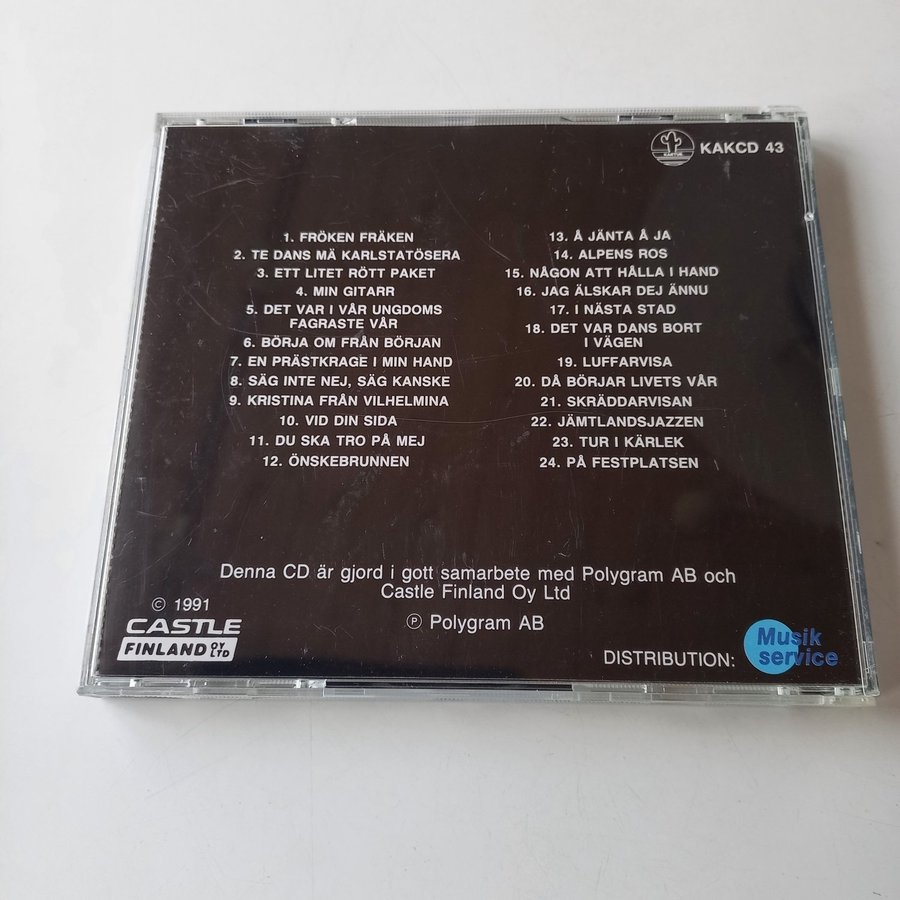 KAKTUS
KAKCD 43
1. FRÖKEN FRÄKEN
2. TE DANS MÄ KARLSTATÖSERA
3. ETT LITET RÖTT PAKET
4. MIN GITARR
5. DET VAR I VÅR UNGDOMS
FAGRASTE VÅR
6. BÖRJA OM FRÅN BÖRJAN
7. EN PRÄSTKRAGE I MIN HAND
8. SÄG INTE NEJ, SÄG KANSKE
9. KRISTINA FRÅN VILHELMINA
10. VID DIN SIDA
11. DU SKA TRO PÅ MEJ
12. ÖNSKEBRUNNEN
13. Å JÄNTA Å JA
14. ALPENS ROS
15. NÅGON ATT HÅLLA I HAND
16. JAG ÄLSKAR DEJ ÄNNU
17. I NÄSTA STAD
18. DET VAR DANS BORT
I VÄGEN
19. LUFFARVISA
20. DÅ BÖRJAR LIVETS VÅR
21. SKRÄDDARVISAN
22. JÄMTLANDSJAZZEN
23. TUR I KÄRLEK
24. PÅ FESTPLATSEN
Denna CD är gjord i gott samarbete med Polygram AB och
Castle Finland Oy Ltd
© 1991
CASTLE
FINLAND OY LTD
℗ Polygram AB
DISTRIBUTION:
Musik
service